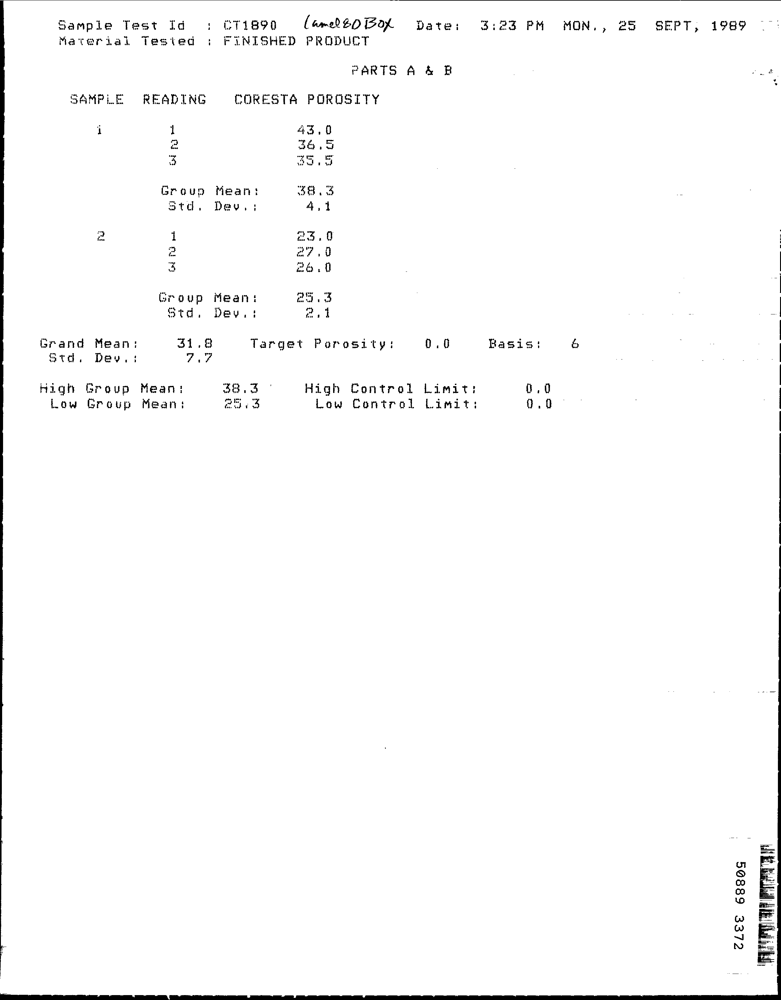 Sample Test Id : CT1890 Camel 80 Box Date: 3:23 PM MON., 25 SEPT, 1989
Material Tested : FINISHED PRODUCT
PARTS A & B
SAMPLE READING CORESTA POROSITY
1 1 43.0
2 36.5
3 35.5
Group Mean: 38.3
Std. Dev.: 4.1
2 1 23.0
2 27.0
3 26.0
Group Mean: 25.3
Std. Dev.: 2.1
Grand Mean: 31.8 Target Porosity: 0.0 Basis: 6
Std. Dev.: 7.7
High Group Mean: 38.3 High Control Limit: 0.0
Low Group Mean: 25.3 Low Control Limit: 0.0
50889 3372